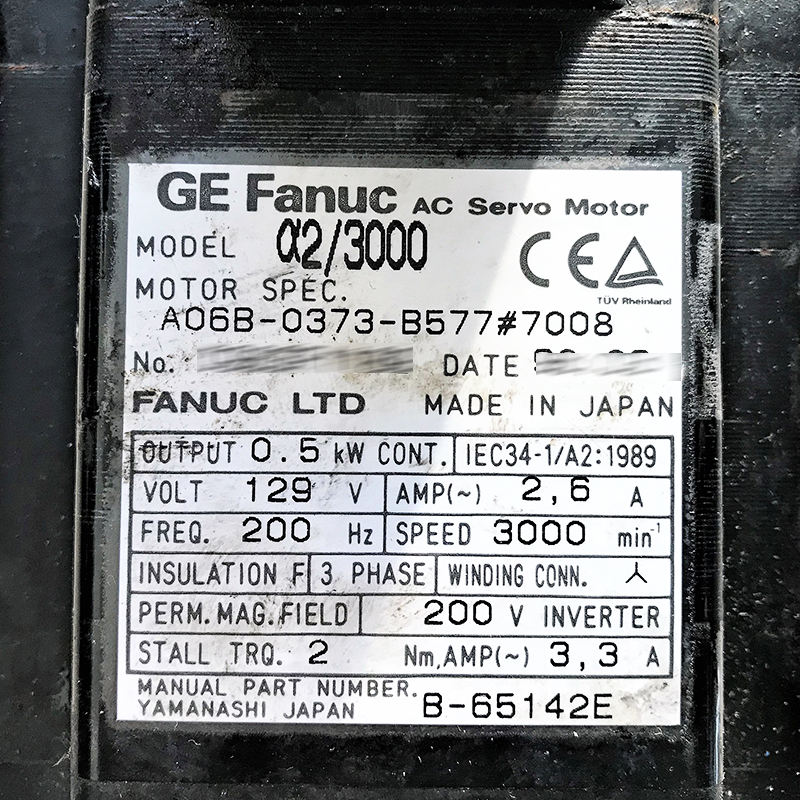 GE Fanuc AC Servo Motor
MODEL α2/3000
CE
TÜV Rheinland
MOTOR SPEC.
A06B-0373-B577#7008
No. DATE
FANUC LTD MADE IN JAPAN
OUTPUT 0.5 kW CONT. IEC34-1/A2:1989
VOLT 129 V AMP(~) 2,6 A
FREQ. 200 Hz SPEED 3000 min⁻¹
INSULATION F 3 PHASE WINDING CONN. 人
PERM.MAG.FIELD 200 V INVERTER
STALL TRQ. 2 Nm,AMP(~) 3,3 A
MANUAL PART NUMBER.
YAMANASHI JAPAN B-65142E